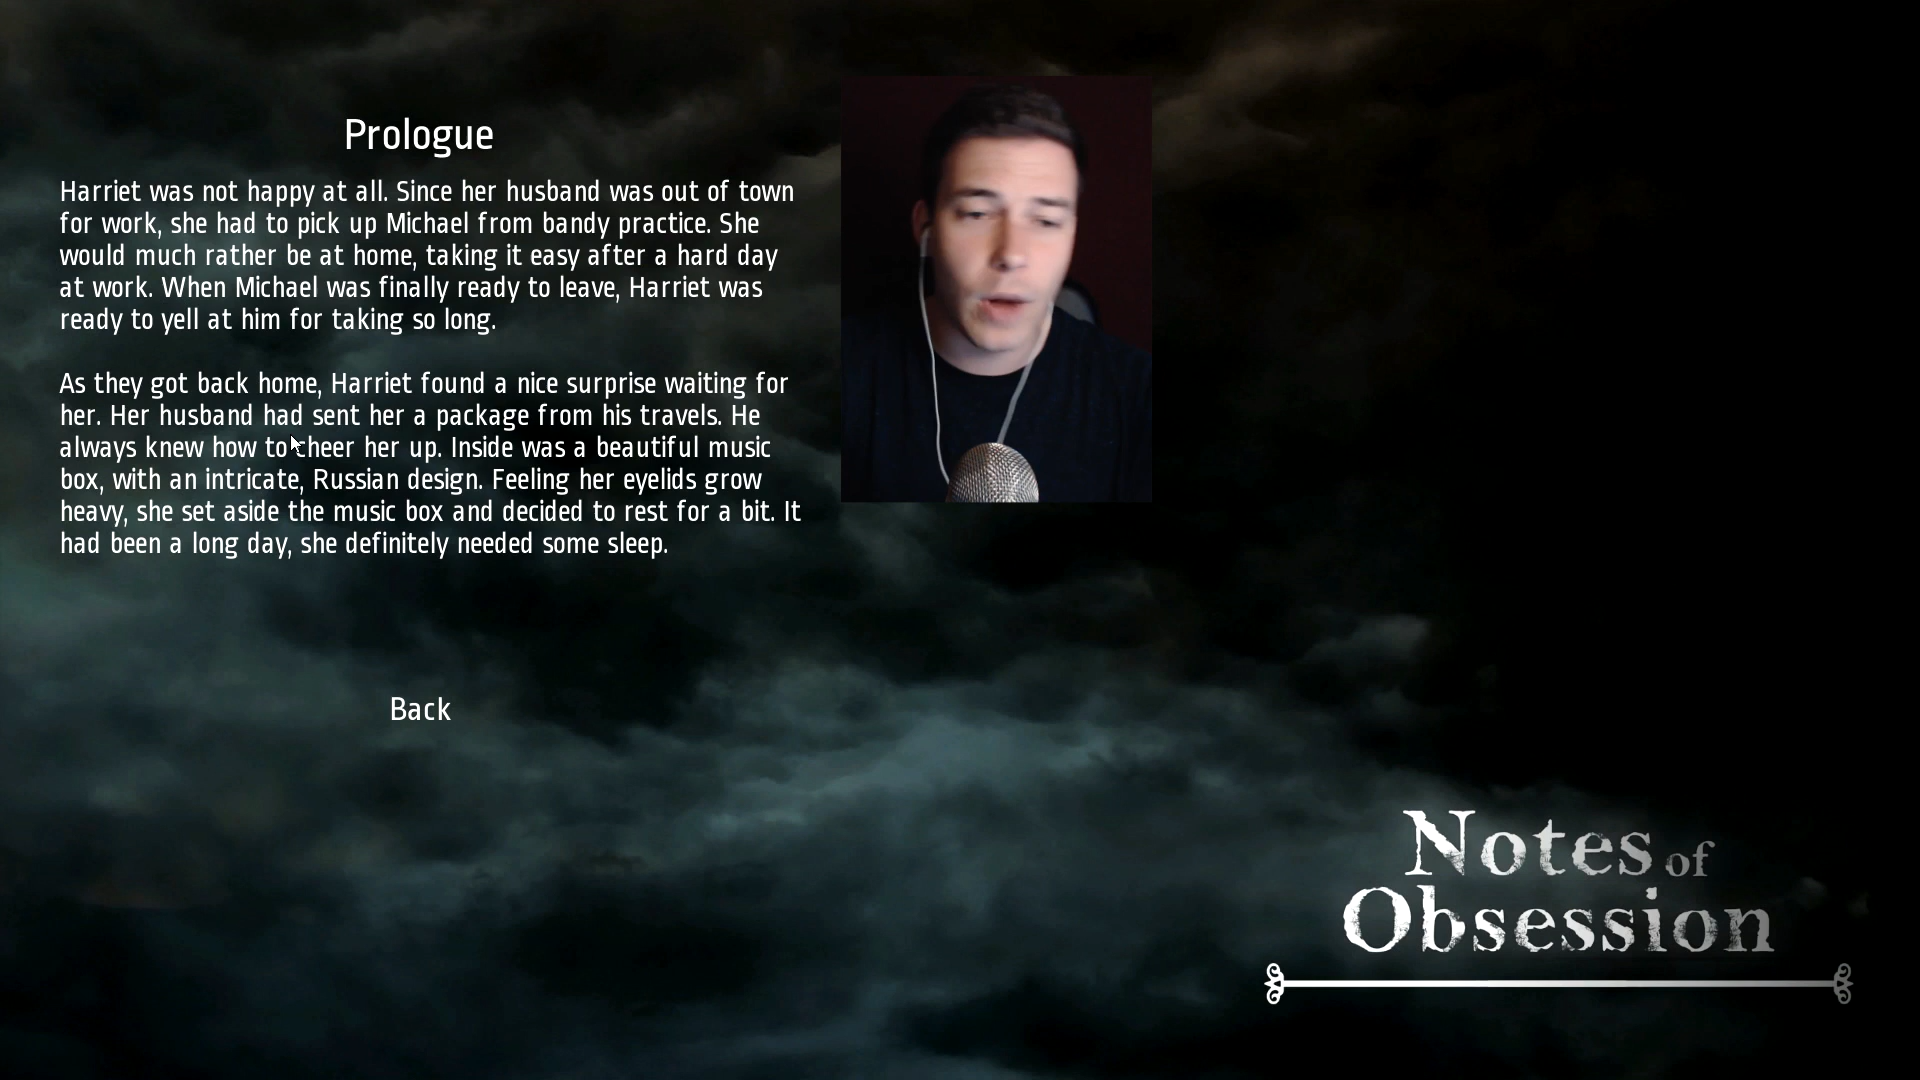 Prologue
Harriet was not happy at all. Since her husband was out of town
for work, she had to pick up Michael from bandy practice. She
would much rather be at home, taking it easy after a hard day
at work. When Michael was finally ready to leave, Harriet was
ready to yell at him for taking so long.
As they got back home, Harriet found a nice surprise waiting for
her. Her husband had sent her a package from his travels. He
always knew how to cheer her up. Inside was a beautiful music
box, with an intricate, Russian design. Feeling her eyelids grow
heavy, she set aside the music box and decided to rest for a bit. It
had been a long day, she definitely needed some sleep.
Back
Notes of
Obsession